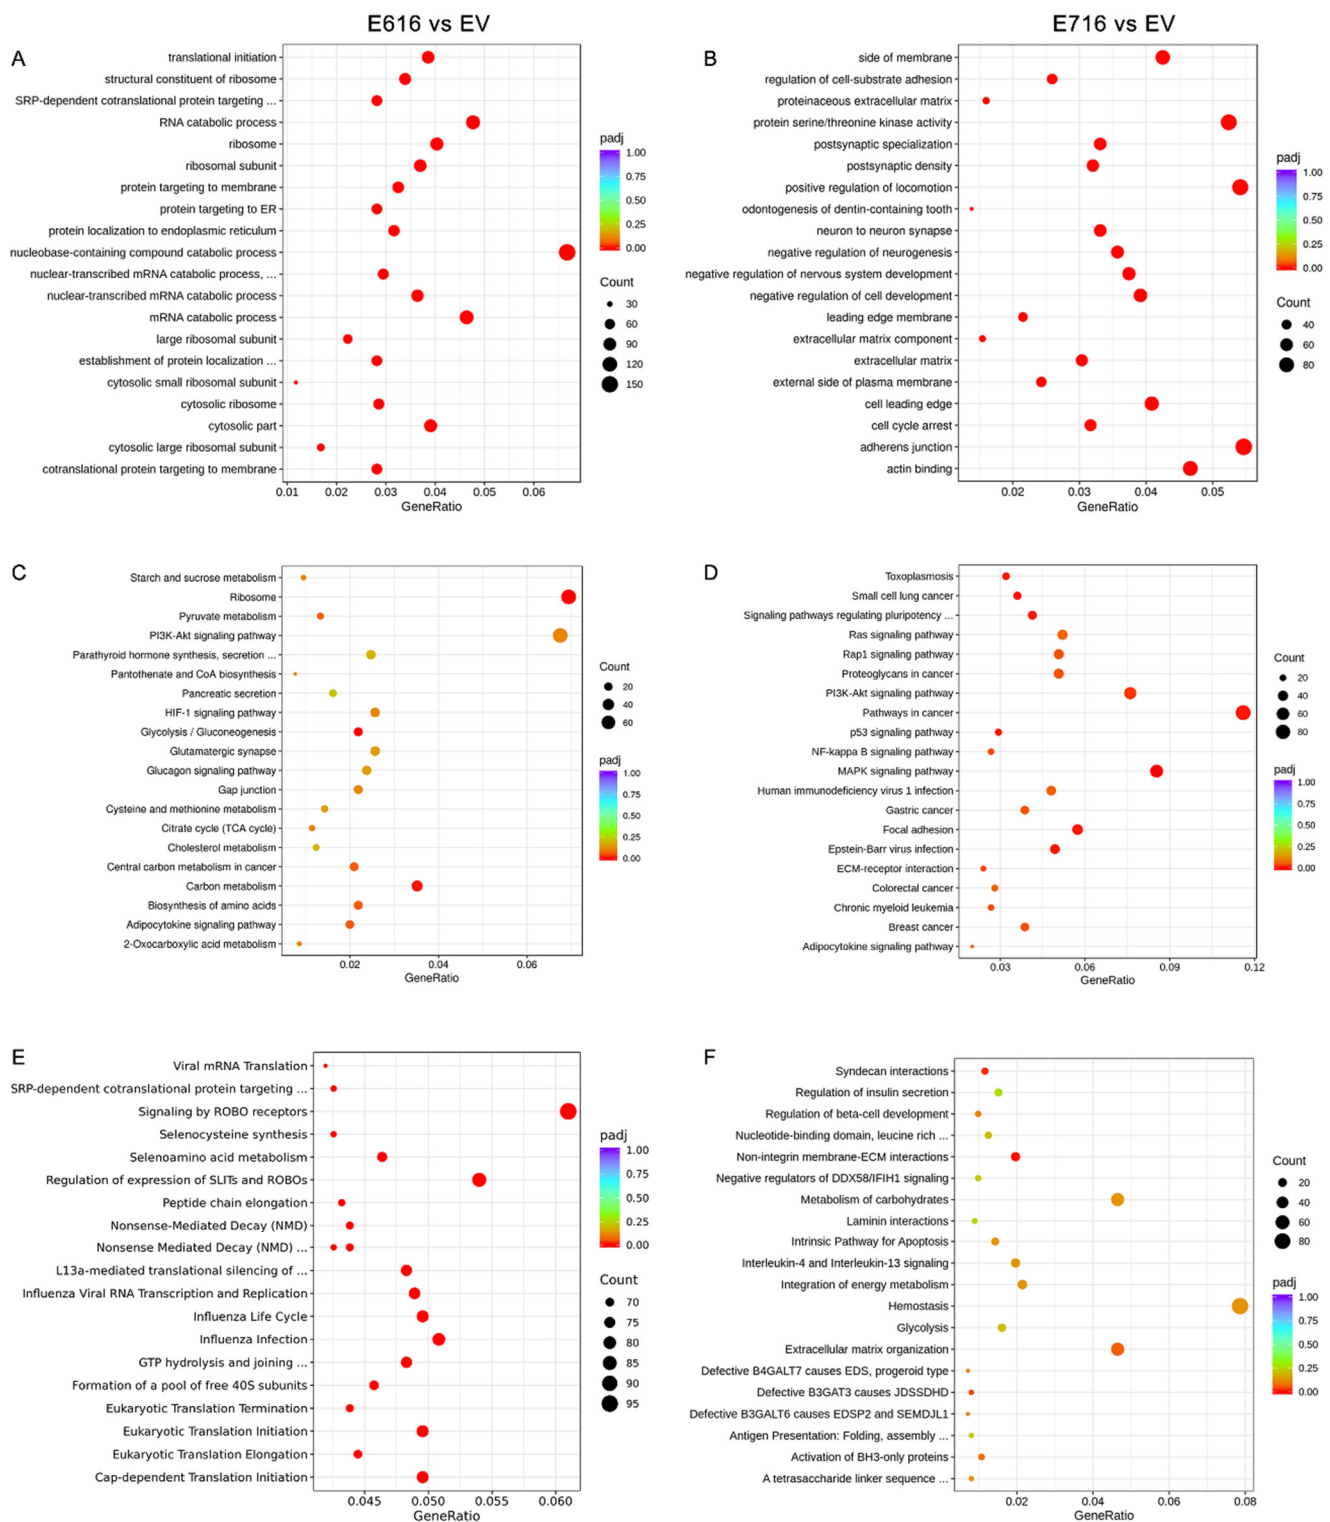 E616 vs EV
E716 vs EV
A
translational initiation
structural constituent of ribosome
SRP-dependent cotranslational protein targeting ...
RNA catabolic process
ribosome
ribosomal subunit
protein targeting to membrane
protein targeting to ER
protein localization to endoplasmic reticulum
nucleobase-containing compound catabolic process
nuclear-transcribed mRNA catabolic process, ...
nuclear-transcribed mRNA catabolic process
mRNA catabolic process
large ribosomal subunit
establishment of protein localization ...
cytosolic small ribosomal subunit
cytosolic ribosome
cytosolic part
cytosolic large ribosomal subunit
cotranslational protein targeting to membrane
0.01 0.02 0.03 0.04 0.05 0.06
GeneRatio
padj
1.00
0.75
0.50
0.25
0.00
Count
30
60
90
120
150
B
side of membrane
regulation of cell-substrate adhesion
proteinaceous extracellular matrix
protein serine/threonine kinase activity
postsynaptic specialization
postsynaptic density
positive regulation of locomotion
odontogenesis of dentin-containing tooth
neuron to neuron synapse
negative regulation of neurogenesis
negative regulation of nervous system development
negative regulation of cell development
leading edge membrane
extracellular matrix component
extracellular matrix
external side of plasma membrane
cell leading edge
cell cycle arrest
adherens junction
actin binding
0.02 0.03 0.04 0.05
GeneRatio
padj
1.00
0.75
0.50
0.25
0.00
Count
40
60
80
C
Starch and sucrose metabolism
Ribosome
Pyruvate metabolism
PI3K-Akt signaling pathway
Parathyroid hormone synthesis, secretion ...
Pantothenate and CoA biosynthesis
Pancreatic secretion
HIF-1 signaling pathway
Glycolysis / Gluconeogenesis
Glutamatergic synapse
Glucagon signaling pathway
Gap junction
Cysteine and methionine metabolism
Citrate cycle (TCA cycle)
Cholesterol metabolism
Central carbon metabolism in cancer
Carbon metabolism
Biosynthesis of amino acids
Adipocytokine signaling pathway
2-Oxocarboxylic acid metabolism
0.02 0.04 0.06
GeneRatio
Count
20
40
60
padj
1.00
0.75
0.50
0.25
0.00
D
Toxoplasmosis
Small cell lung cancer
Signaling pathways regulating pluripotency ...
Ras signaling pathway
Rap1 signaling pathway
Proteoglycans in cancer
PI3K-Akt signaling pathway
Pathways in cancer
p53 signaling pathway
NF-kappa B signaling pathway
MAPK signaling pathway
Human immunodeficiency virus 1 infection
Gastric cancer
Focal adhesion
Epstein-Barr virus infection
ECM-receptor interaction
Colorectal cancer
Chronic myeloid leukemia
Breast cancer
Adipocytokine signaling pathway
0.03 0.06 0.09 0.12
GeneRatio
Count
20
40
60
80
padj
1.00
0.75
0.50
0.25
0.00
E
Viral mRNA Translation
SRP-dependent cotranslational protein targeting ...
Signaling by ROBO receptors
Selenocysteine synthesis
Selenoamino acid metabolism
Regulation of expression of SLITs and ROBOs
Peptide chain elongation
Nonsense-Mediated Decay (NMD)
Nonsense Mediated Decay (NMD) ...
L13a-mediated translational silencing of ...
Influenza Viral RNA Transcription and Replication
Influenza Life Cycle
Influenza Infection
GTP hydrolysis and joining ...
Formation of a pool of free 40S subunits
Eukaryotic Translation Termination
Eukaryotic Translation Initiation
Eukaryotic Translation Elongation
Cap-dependent Translation Initiation
0.045 0.050 0.055 0.060
GeneRatio
padj
1.00
0.75
0.50
0.25
0.00
Count
70
75
80
85
90
95
F
Syndecan interactions
Regulation of insulin secretion
Regulation of beta-cell development
Nucleotide-binding domain, leucine rich ...
Non-integrin membrane-ECM interactions
Negative regulators of DDX58/IFIH1 signaling
Metabolism of carbohydrates
Laminin interactions
Intrinsic Pathway for Apoptosis
Interleukin-4 and Interleukin-13 signaling
Integration of energy metabolism
Hemostasis
Glycolysis
Extracellular matrix organization
Defective B4GALT7 causes EDS, progeroid type
Defective B3GAT3 causes JDSSDHD
Defective B3GALT6 causes EDSP2 and SEMDJL1
Antigen Presentation: Folding, assembly ...
Activation of BH3-only proteins
A tetrasaccharide linker sequence ...
0.02 0.04 0.06 0.08
GeneRatio
Count
20
40
60
80
padj
1.00
0.75
0.50
0.25
0.00